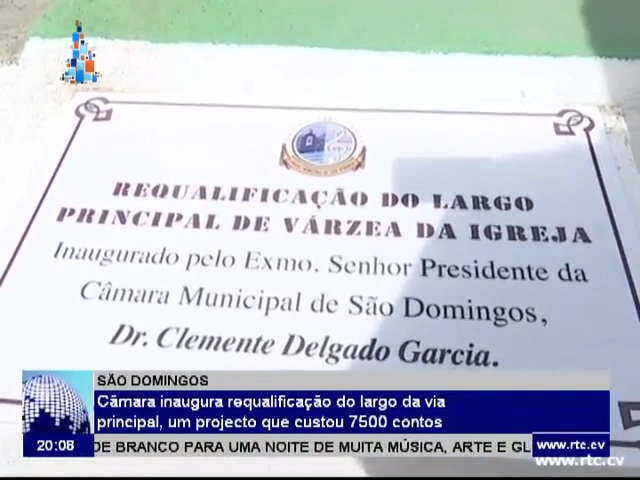 REQUALIFICAÇÃO DO LARGO
PRINCIPAL DE VÁRZEA DA IGREJA
Inaugurado pelo Exmo. Senhor Presidente da
Câmara Municipal de São Domingos,
Dr. Clemente Delgado Garcia.
SÃO DOMINGOS
Câmara inaugura requalificação do largo da via
principal, um projecto que custou 7500 contos
20:08
DE BRANCO PARA UMA NOITE DE MUITA MÚSICA, ARTE E GL
www.rtc.cv
www.rtc.cv